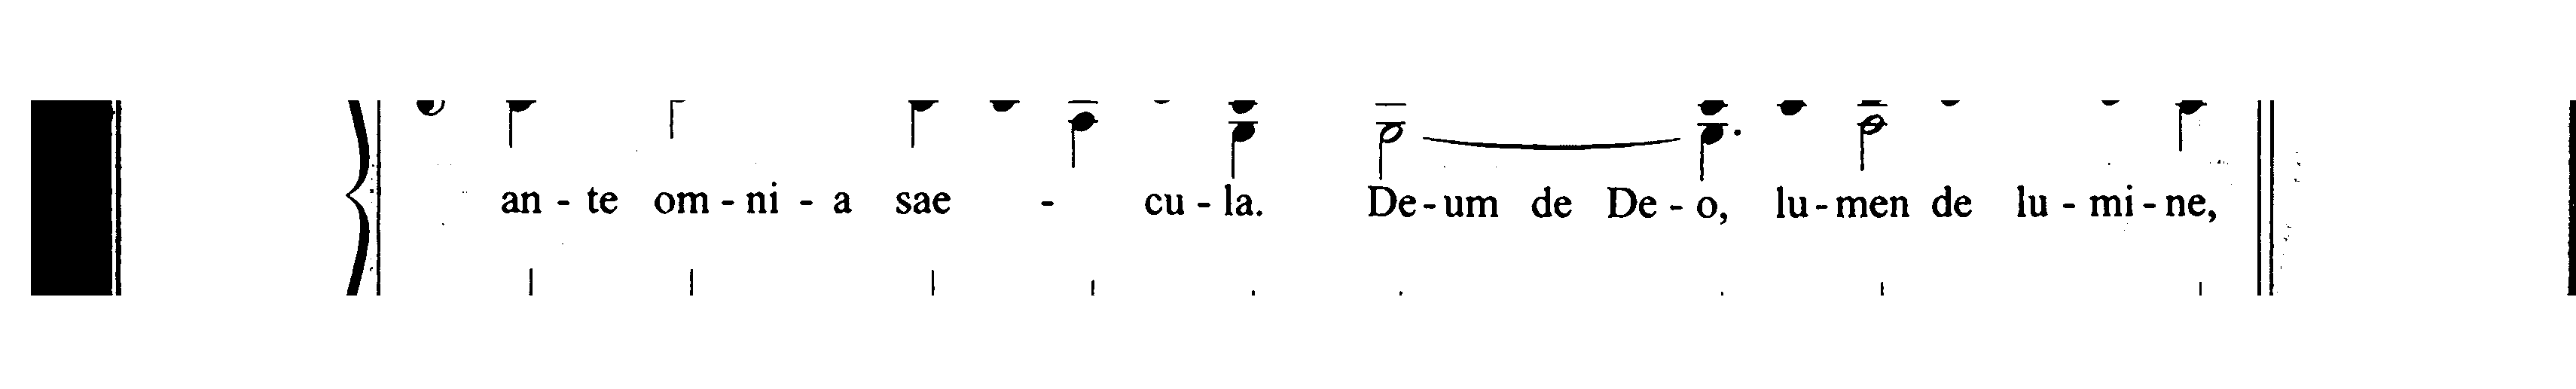 an - te om - ni - a sae - cu - la. De - um de De - o, lu - men de lu - mi - ne,